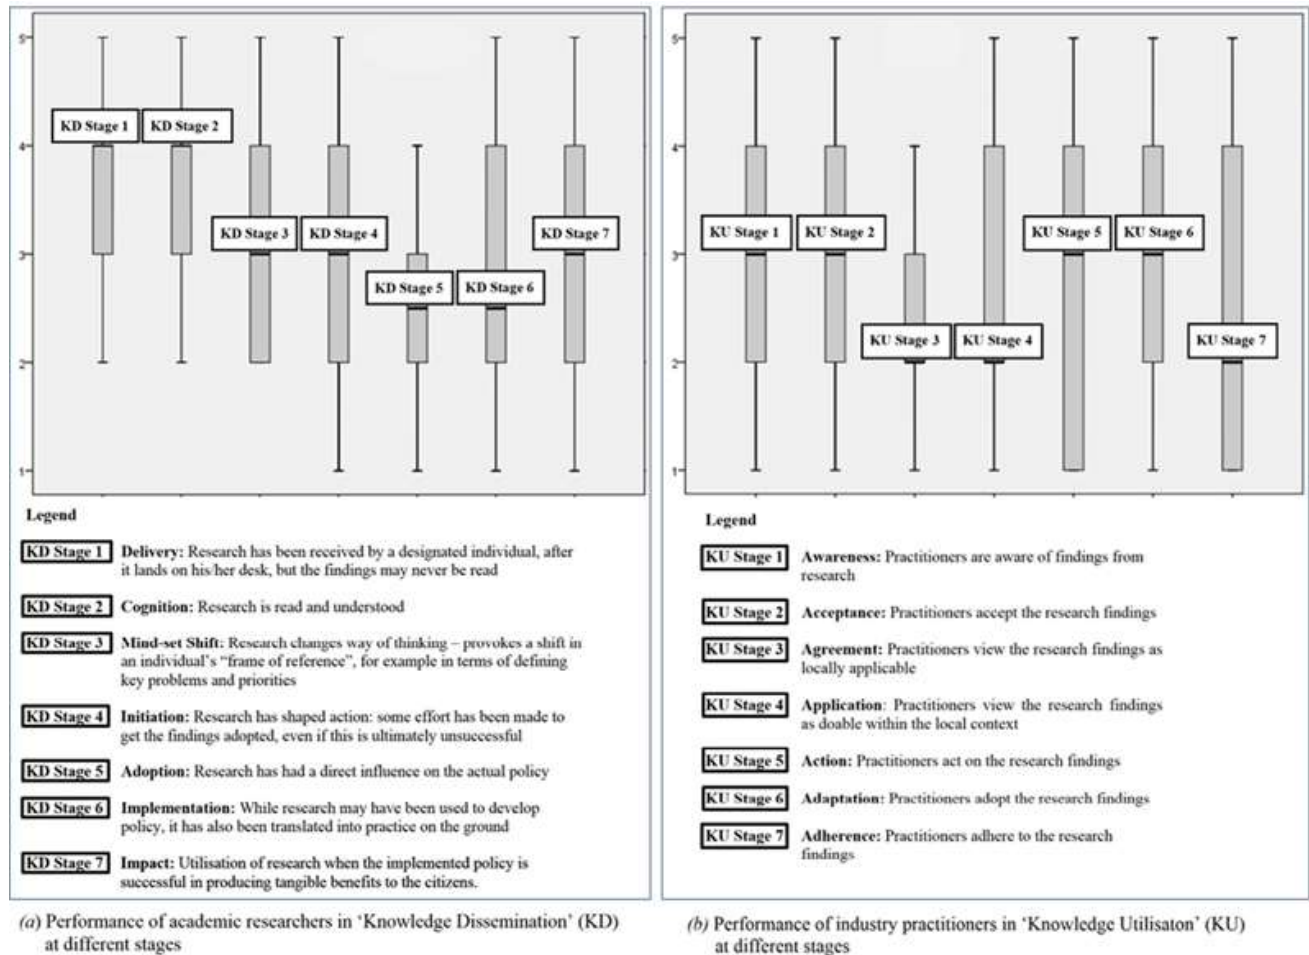 5
KD Stage 1
KD Stage 2
4
KD Stage 3
KD Stage 4
KD Stage 7
3
KD Stage 5
KD Stage 6
2
1
Legend
KD Stage 1 Delivery: Research has been received by a designated individual, after
it lands on his/her desk, but the findings may never be read
KD Stage 2 Cognition: Research is read and understood
KD Stage 3 Mind-set Shift: Research changes way of thinking – provokes a shift in
an individual's “frame of reference”, for example in terms of defining
key problems and priorities
KD Stage 4 Initiation: Research has shaped action: some effort has been made to
get the findings adopted, even if this is ultimately unsuccessful
KD Stage 5 Adoption: Research has had a direct influence on the actual policy
KD Stage 6 Implementation: While research may have been used to develop
policy, it has also been translated into practice on the ground
KD Stage 7 Impact: Utilisation of research when the implemented policy is
successful in producing tangible benefits to the citizens.
(a) Performance of academic researchers in ‘Knowledge Dissemination’ (KD)
at different stages
5
4
KU Stage 1
KU Stage 2
KU Stage 5
KU Stage 6
3
KU Stage 3
KU Stage 4
KU Stage 7
2
1
Legend
KU Stage 1 Awareness: Practitioners are aware of findings from
research
KU Stage 2 Acceptance: Practitioners accept the research findings
KU Stage 3 Agreement: Practitioners view the research findings as
locally applicable
KU Stage 4 Application: Practitioners view the research findings
as doable within the local context
KU Stage 5 Action: Practitioners act on the research findings
KU Stage 6 Adaptation: Practitioners adopt the research findings
KU Stage 7 Adherence: Practitioners adhere to the research
findings
(b) Performance of industry practitioners in ‘Knowledge Utilisaton’ (KU)
at different stages